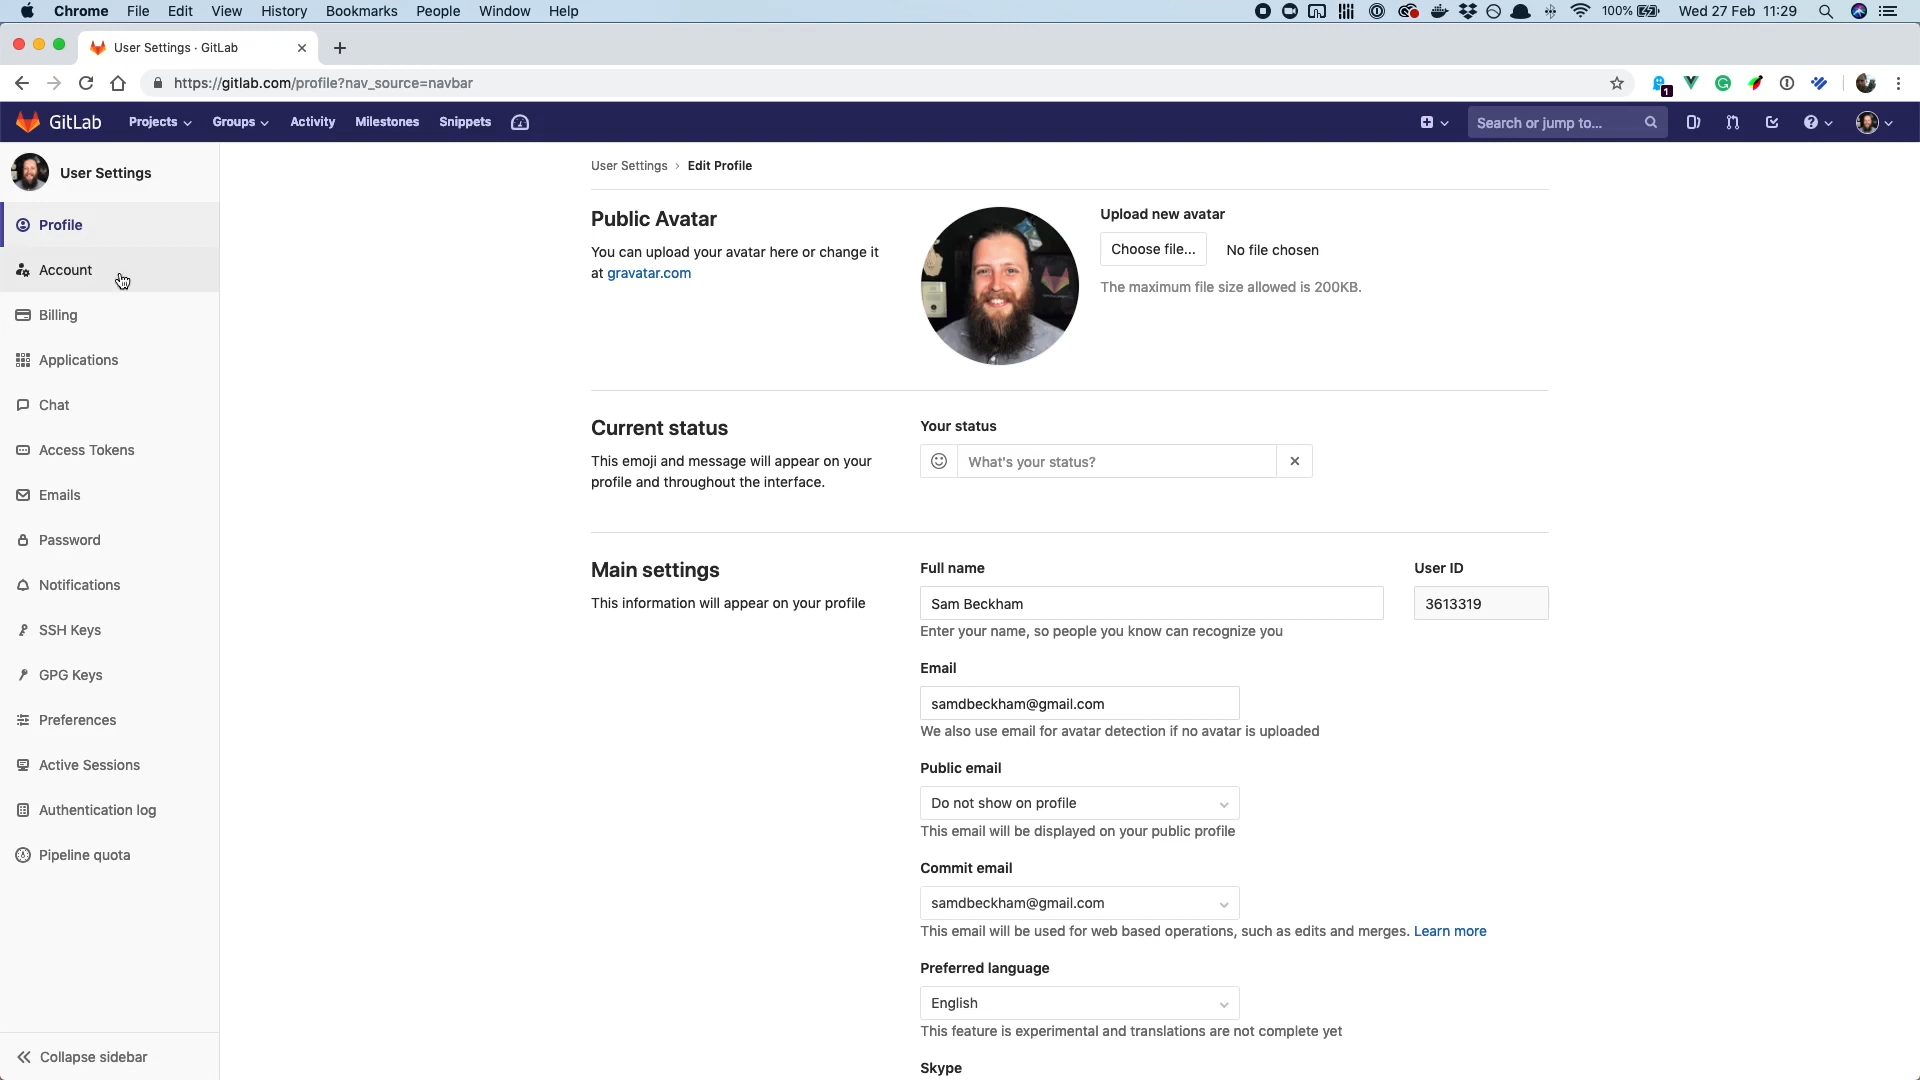 Chrome File Edit View History Bookmarks People Window Help 100% Wed 27 Feb 11:29
User Settings · GitLab
https://gitlab.com/profile?nav_source=navbar
1
GitLab Projects Groups Activity Milestones Snippets Search or jump to...
User Settings
Profile
Account
Billing
Applications
Chat
Access Tokens
Emails
Password
Notifications
SSH Keys
GPG Keys
Preferences
Active Sessions
Authentication log
Pipeline quota
Collapse sidebar
User Settings › Edit Profile
Public Avatar
You can upload your avatar here or change it
at gravatar.com
Upload new avatar
Choose file... No file chosen
The maximum file size allowed is 200KB.
Current status
This emoji and message will appear on your
profile and throughout the interface.
Your status
What's your status?
Main settings
This information will appear on your profile
Full name
Sam Beckham
Enter your name, so people you know can recognize you
User ID
3613319
Email
samdbeckham@gmail.com
We also use email for avatar detection if no avatar is uploaded
Public email
Do not show on profile
This email will be displayed on your public profile
Commit email
samdbeckham@gmail.com
This email will be used for web based operations, such as edits and merges. Learn more
Preferred language
English
This feature is experimental and translations are not complete yet
Skype